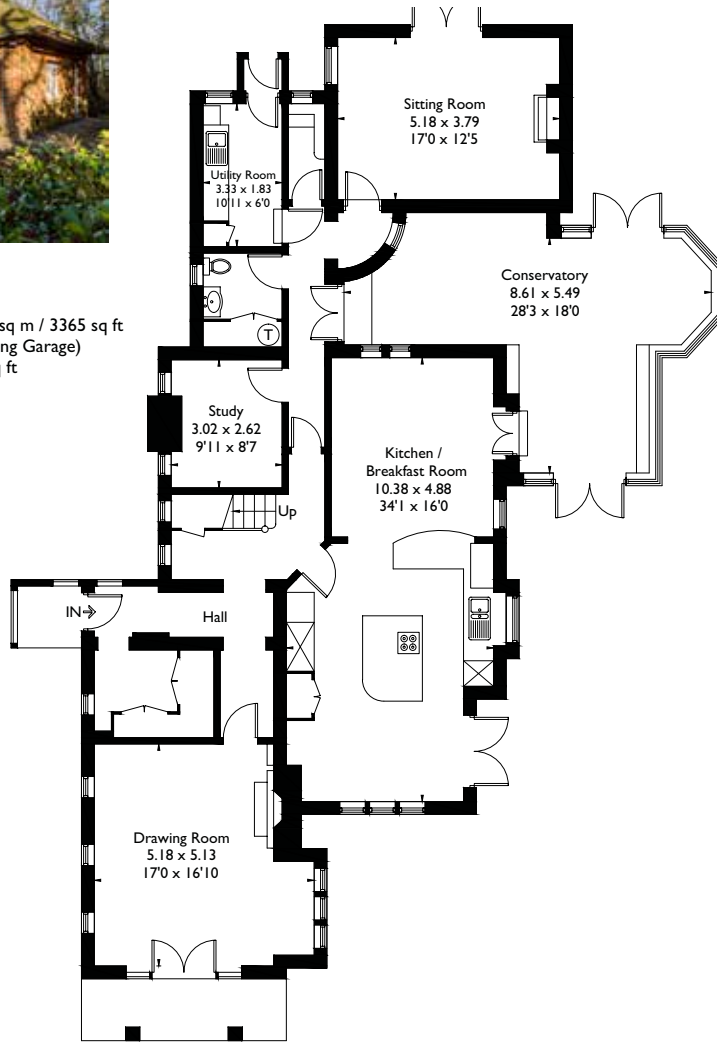 Sitting Room
5.18 x 3.79
17'0 x 12'5
Utility Room
3.33 x 1.83
10'11 x 6'0
Conservatory
8.61 x 5.49
28'3 x 18'0
sq m / 3365 sq ft
ng Garage)
ft
T
Study
3.02 x 2.62
9'11 x 8'7
Kitchen /
Breakfast Room
10.38 x 4.88
34'1 x 16'0
Up
IN
Hall
Drawing Room
5.18 x 5.13
17'0 x 16'10